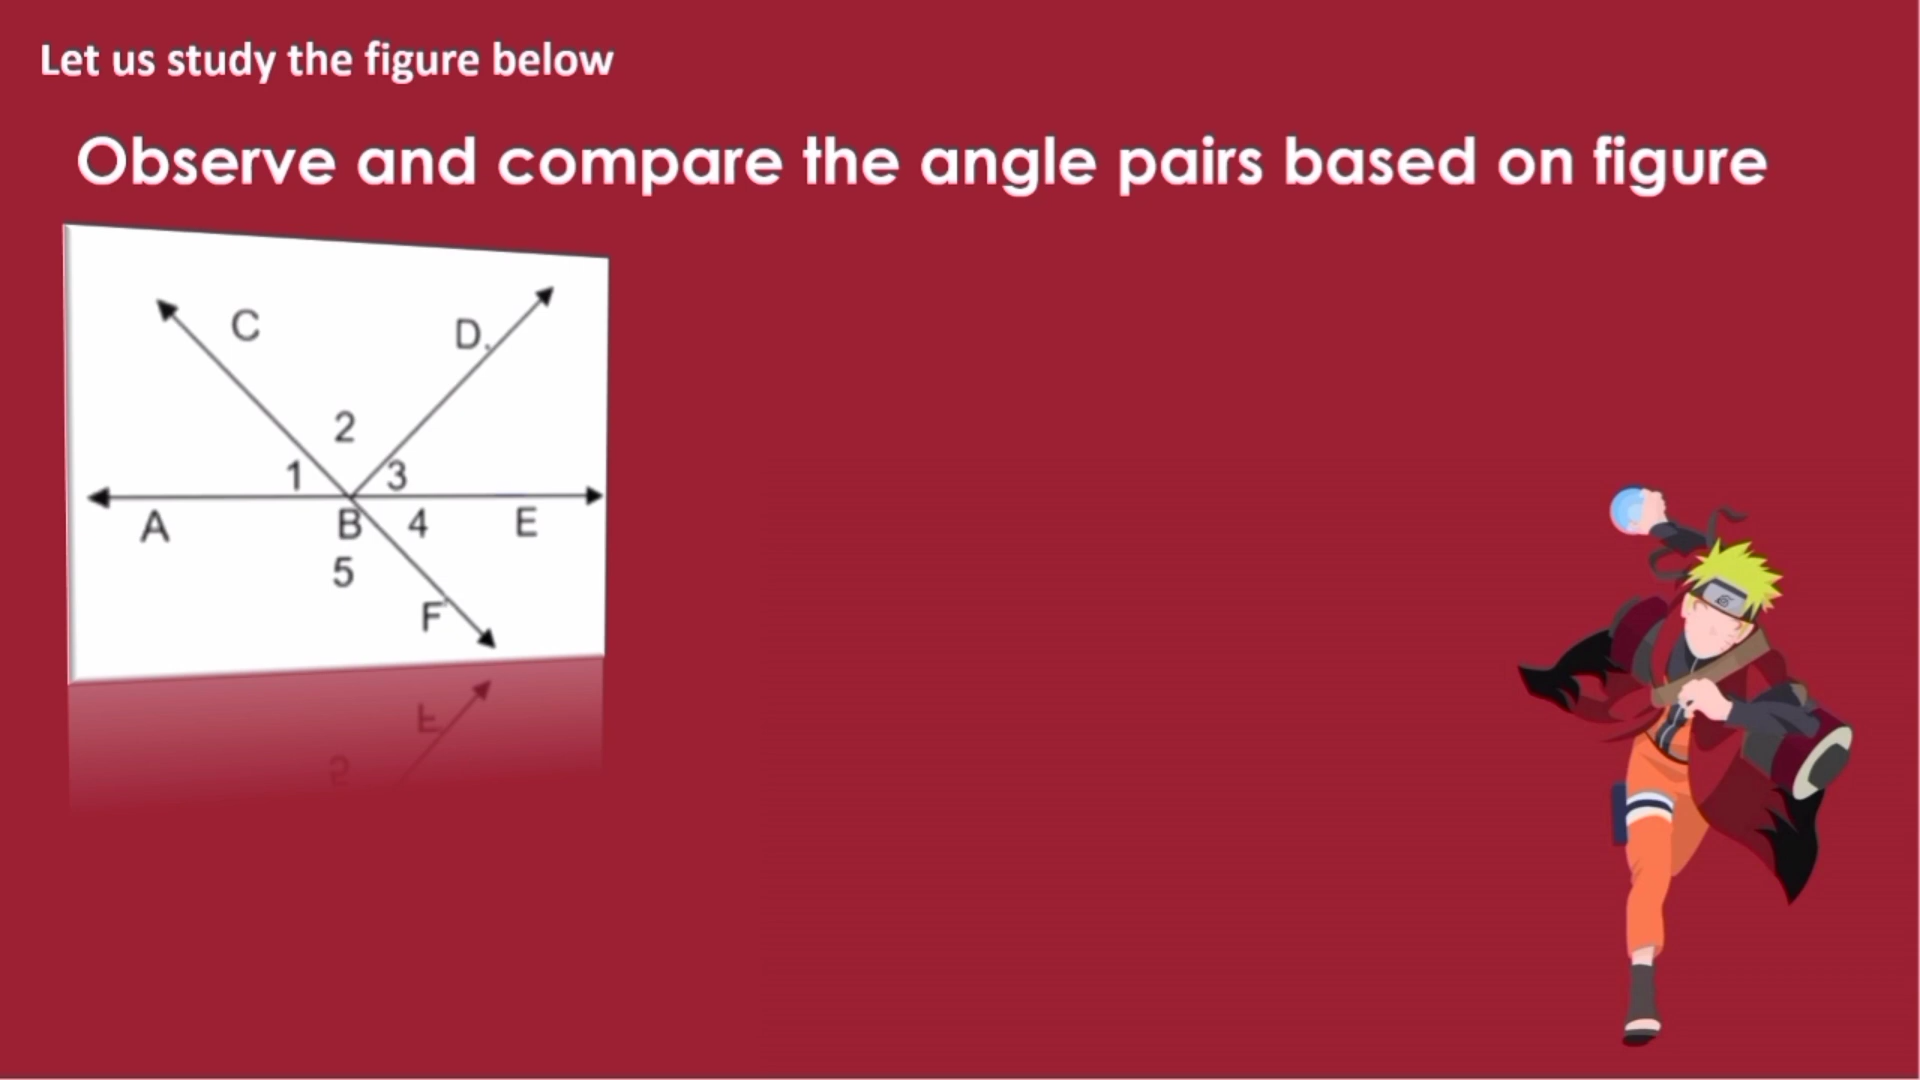 Let us study the figure below
Observe and compare the angle pairs based on figure
C
D.
2
1
3
A
B
4
E
5
F